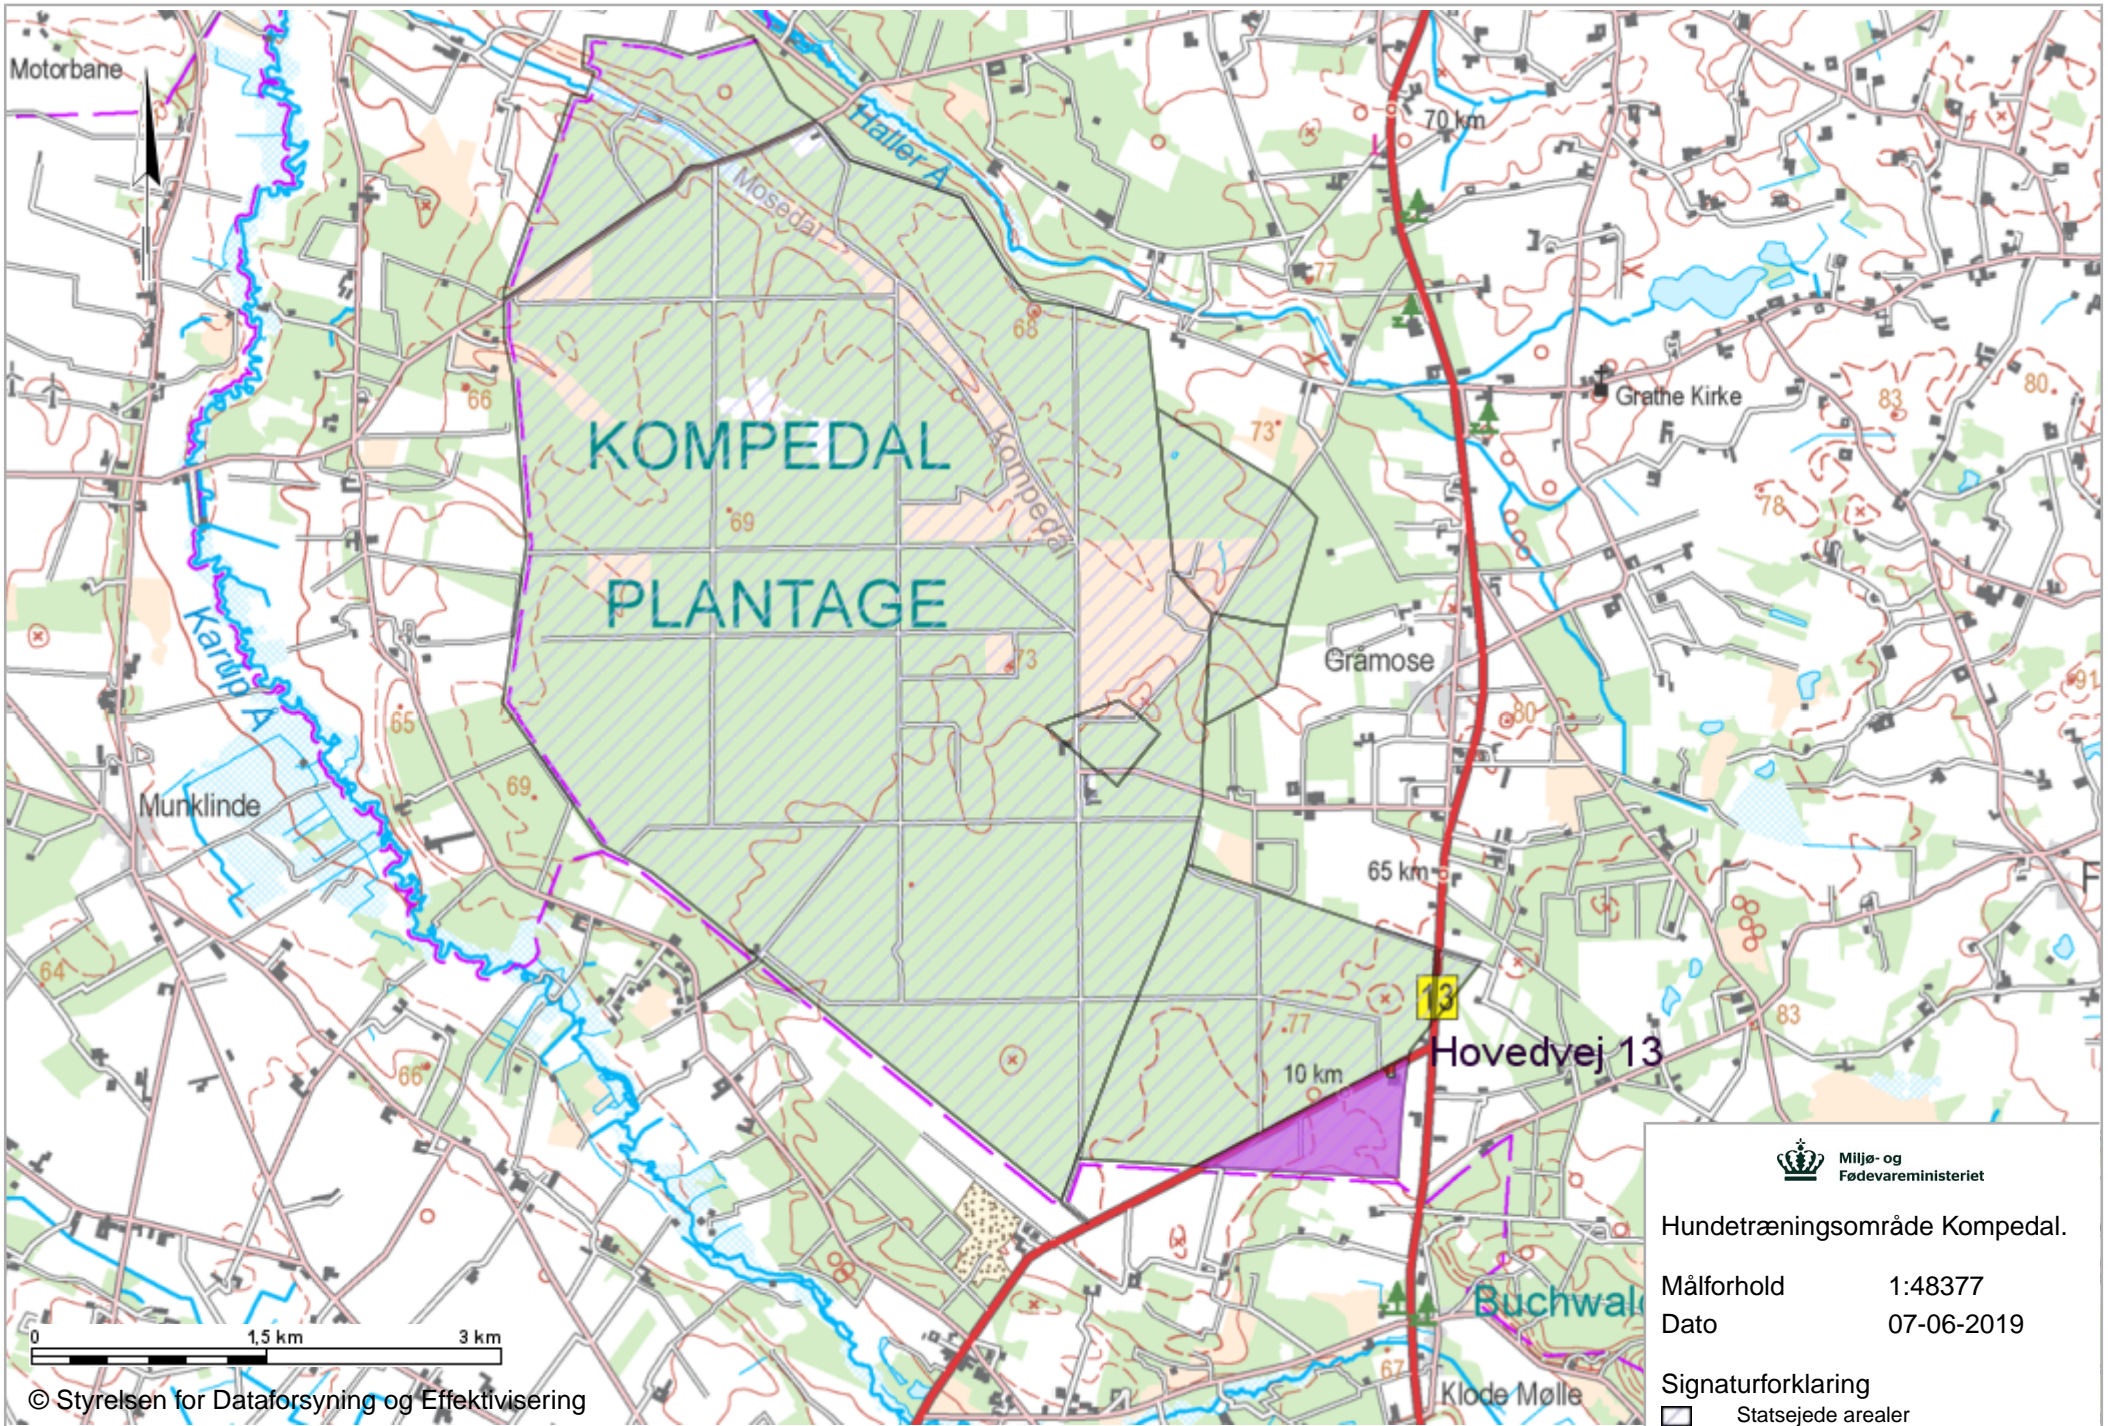 Motorbane
70 km
Haller Å
Mosedal
77
68
66
Grathe Kirke
83
80
73
KOMPEDAL
Kompedal
78
69
PLANTAGE
Karup Å
Gråmose
73
91
65
80
69
Munklinde
65 km
64
13
77
83
Hovedvej 13
10 km
66
Miljø- og
Fødevareministeriet
Hundetræningsområde Kompedal.
Målforhold 1:48377
Dato 07-06-2019
Buchwal
0 1,5 km 3 km
67
Klode Mølle
Signaturforklaring
© Styrelsen for Dataforsyning og Effektivisering
Statsejede arealer